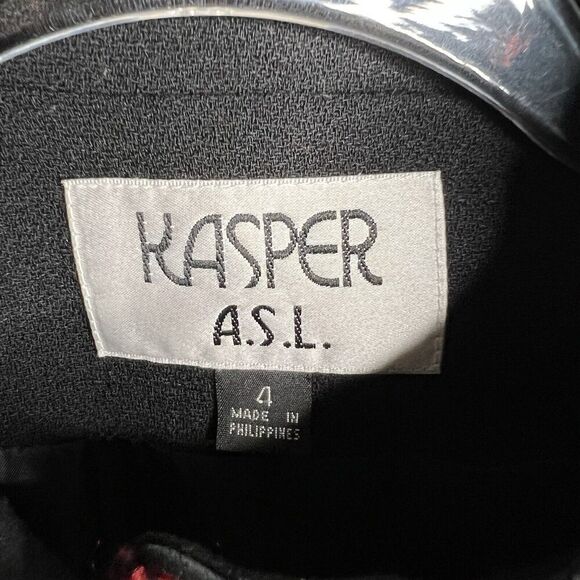 KASPER
A.S.L.
4
MADE IN
PHILIPPINES